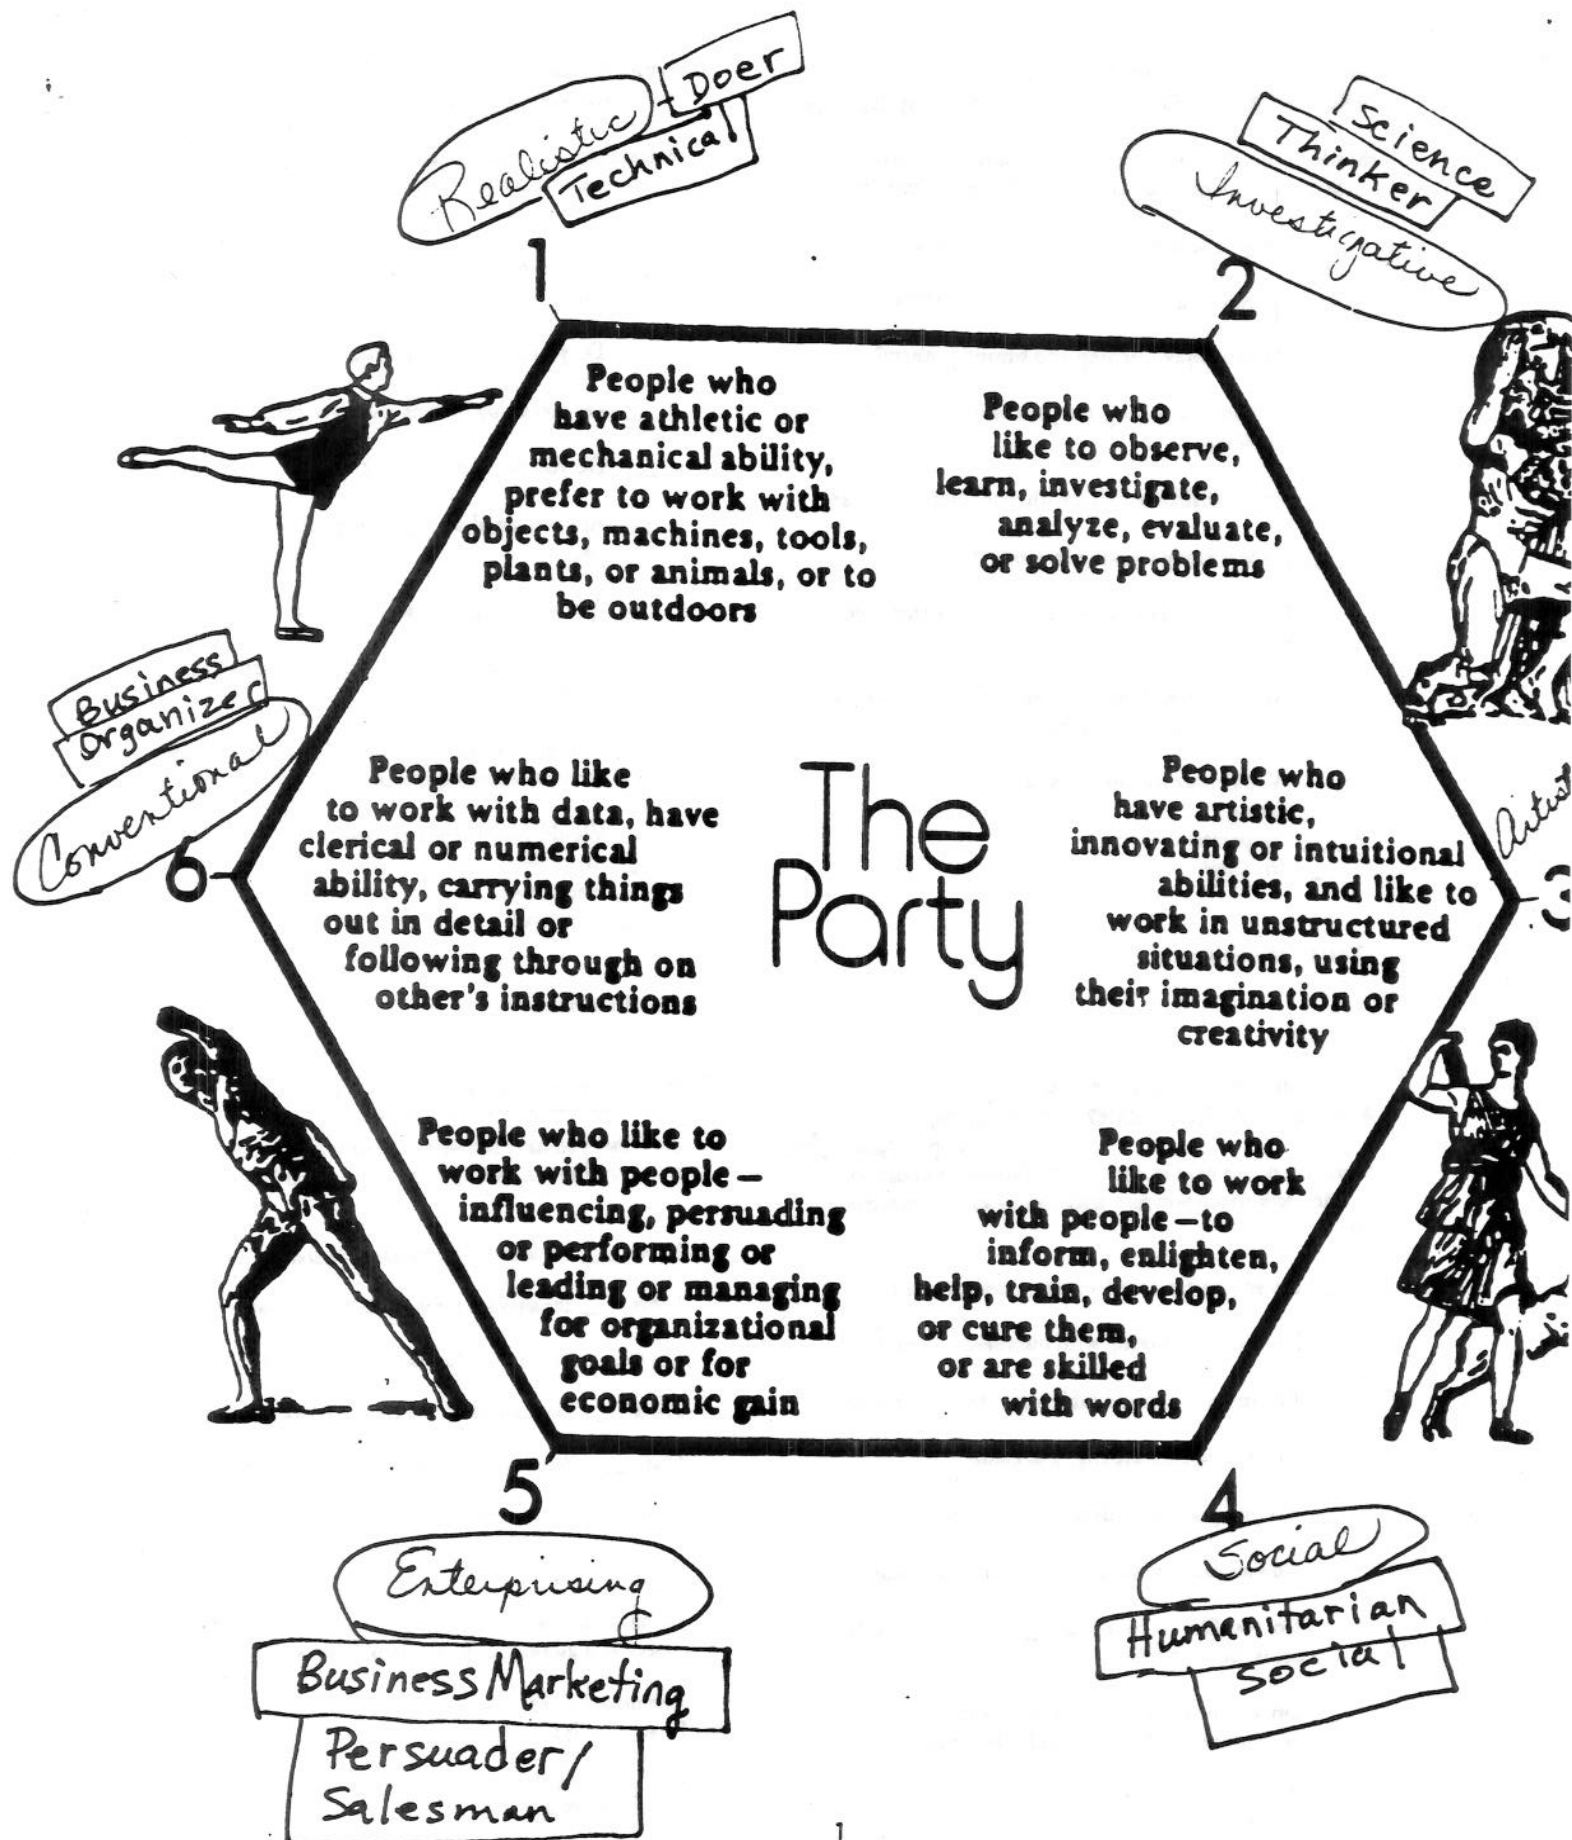 Realistic
Doer
Technical
1
Science
Thinker
Investigative
2
People who
have athletic or
mechanical ability,
prefer to work with
objects, machines, tools,
plants, or animals, or to
be outdoors
People who
like to observe,
learn, investigate,
analyze, evaluate,
or solve problems
Business
Organizer
Conventional
6
People who like
to work with data, have
clerical or numerical
ability, carrying things
out in detail or
following through on
other's instructions
The
Party
People who
have artistic,
innovating or intuitional
abilities, and like to
work in unstructured
situations, using
their imagination or
creativity
Artist
3
People who like to
work with people—
influencing, persuading
or performing or
leading or managing
for organizational
goals or for
economic gain
People who
like to work
with people—to
inform, enlighten,
help, train, develop,
or cure them,
or are skilled
with words
5
Enterprising
Business Marketing
Persuader/
Salesman
4
Social
Humanitarian
Social
1